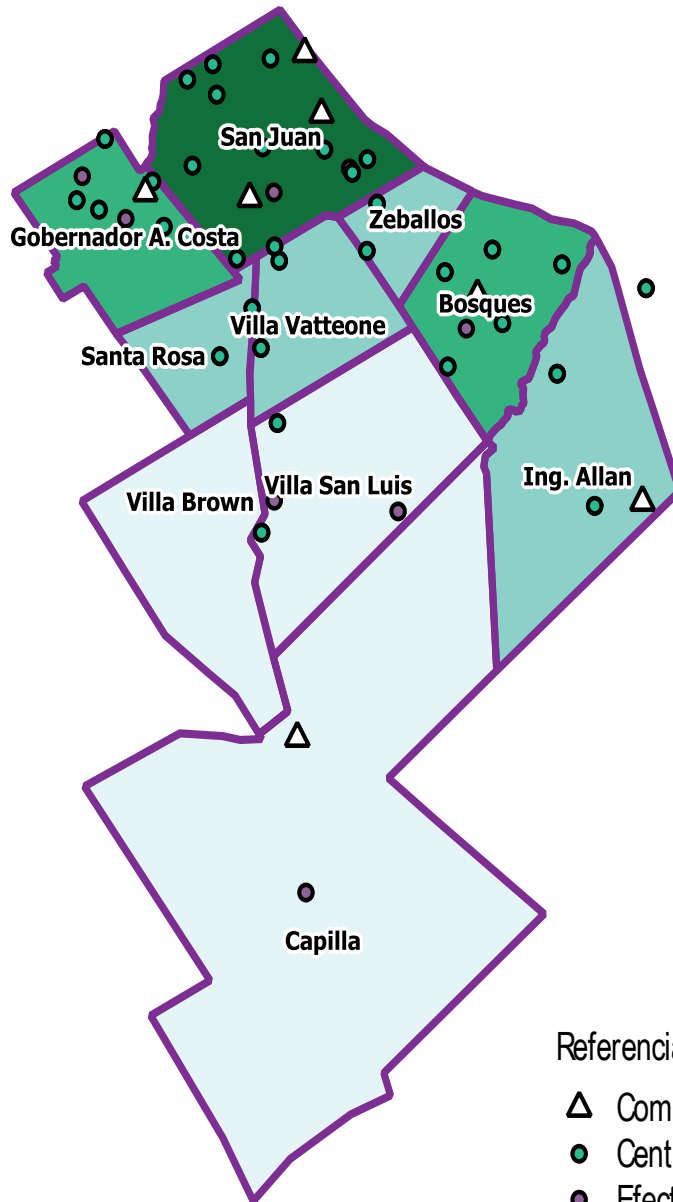 San Juan
Zeballos
Gobernador A. Costa
Bosques
Villa Vatteone
Santa Rosa
Ing. Allan
Villa San Luis
Villa Brown
Capilla